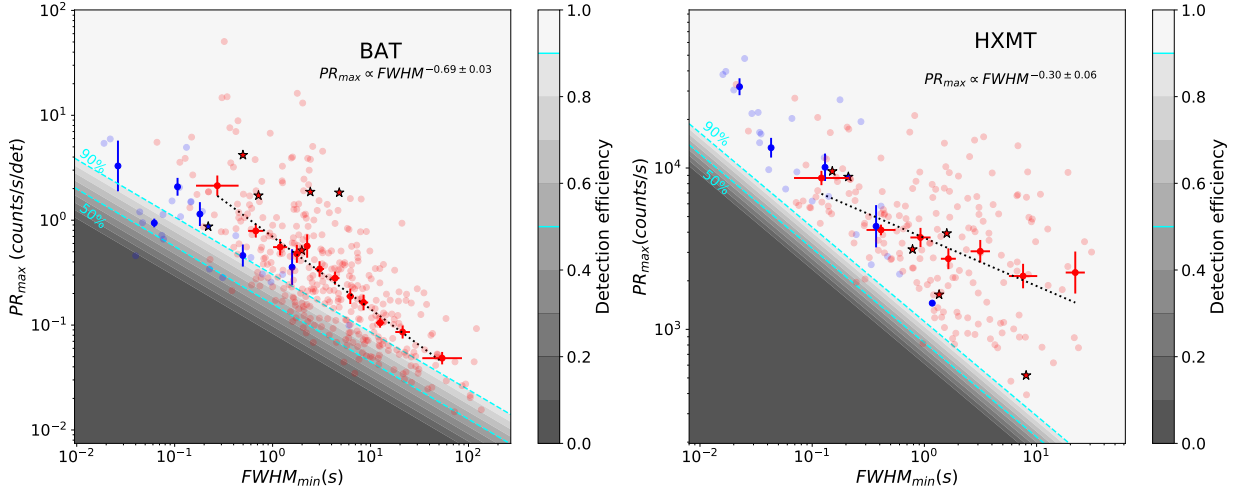 BAT
PR_max ∝ FWHM^−0.69 ± 0.03
90%
50%
10^2
10^1
10^0
10^−1
10^−2
PR_max (counts/s/det)
10^−2 10^−1 10^0 10^1 10^2
FWHM_min(s)
1.0
0.8
0.6
0.4
0.2
0.0
Detection efficiency
HXMT
PR_max ∝ FWHM^−0.30 ± 0.06
90%
50%
10^4
10^3
PR_max(counts/s)
10^−2 10^−1 10^0 10^1
FWHM_min(s)
1.0
0.8
0.6
0.4
0.2
0.0
Detection efficiency